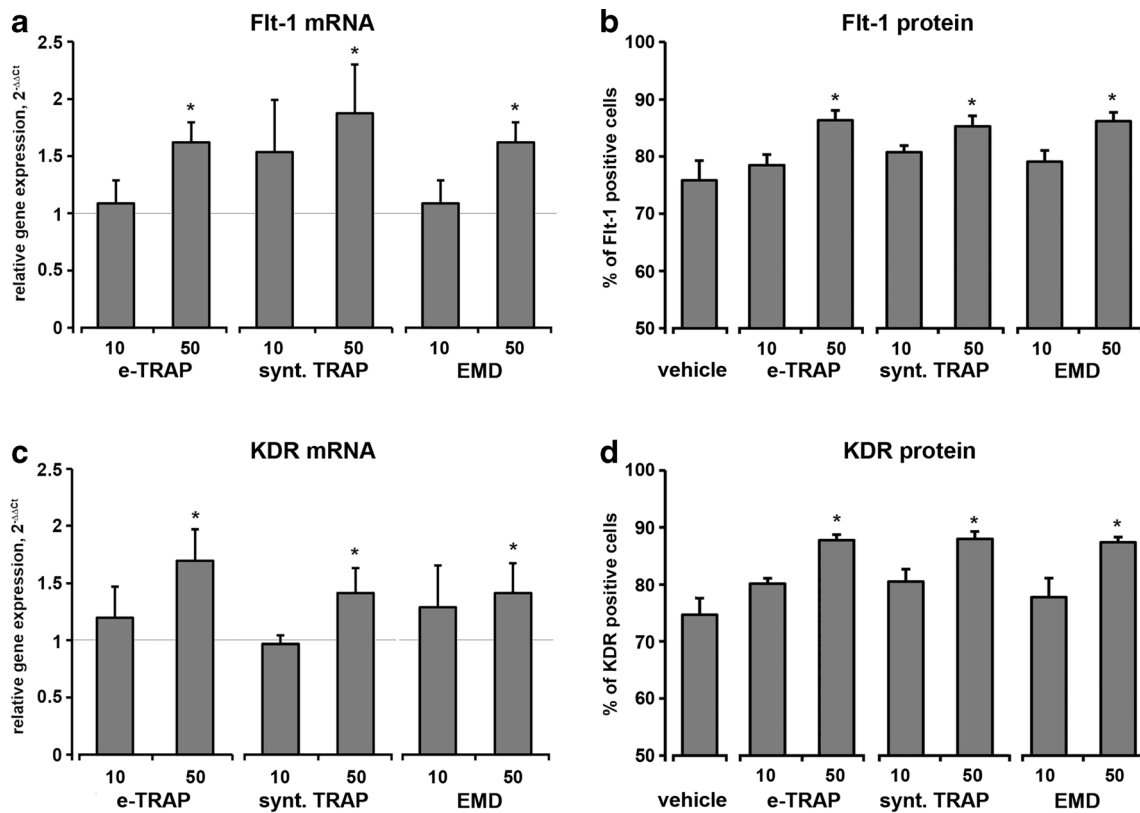 a
Flt-1 mRNA
relative gene expression, 2-ΔΔCt
2.5
2
1.5
1
0.5
0
*
*
*
10 50 10 50 10 50
e-TRAP synt. TRAP EMD
b
Flt-1 protein
% of Flt-1 positive cells
100
90
80
70
60
50
*
*
*
10 50 10 50 10 50
vehicle e-TRAP synt. TRAP EMD
c
KDR mRNA
relative gene expression, 2-ΔΔCt
2.5
2
1.5
1
0.5
0
*
*
*
10 50 10 50 10 50
e-TRAP synt. TRAP EMD
d
KDR protein
% of KDR positive cells
100
90
80
70
60
50
*
*
*
10 50 10 50 10 50
vehicle e-TRAP synt. TRAP EMD